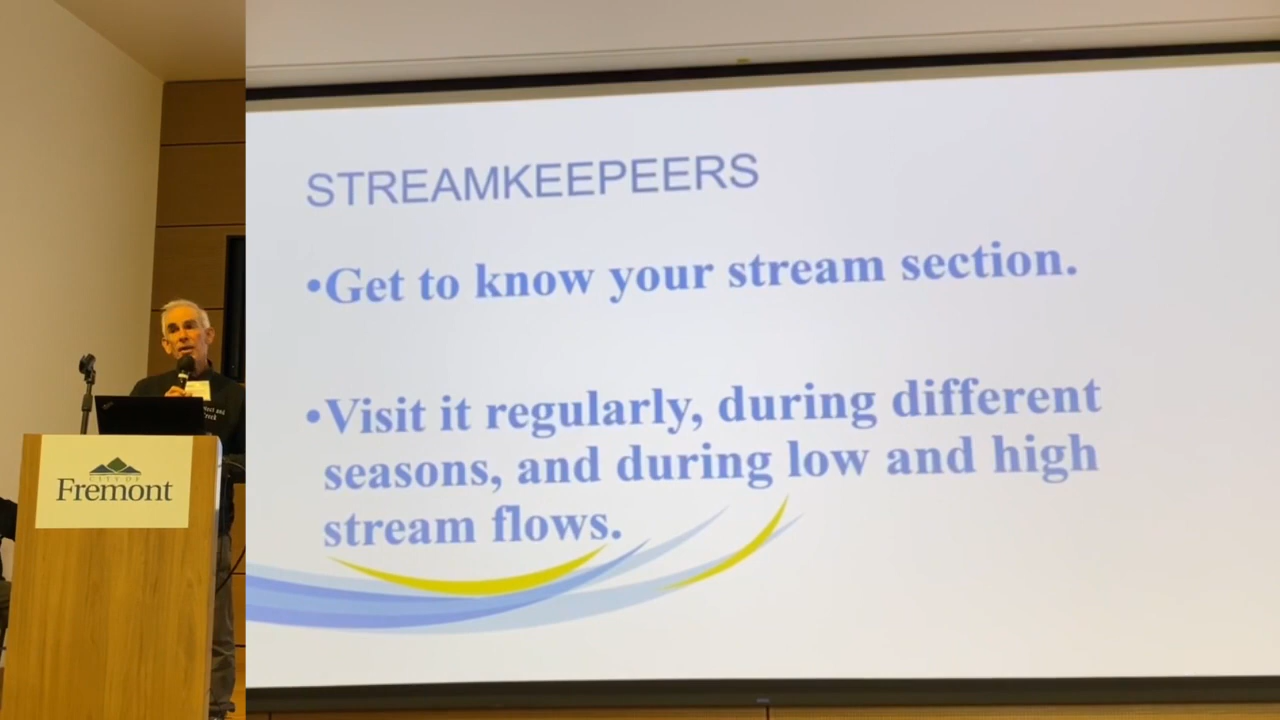 STREAMKEEPEERS
•Get to know your stream section.
•Visit it regularly, during different
seasons, and during low and high
stream flows.
CITY OF
Fremont